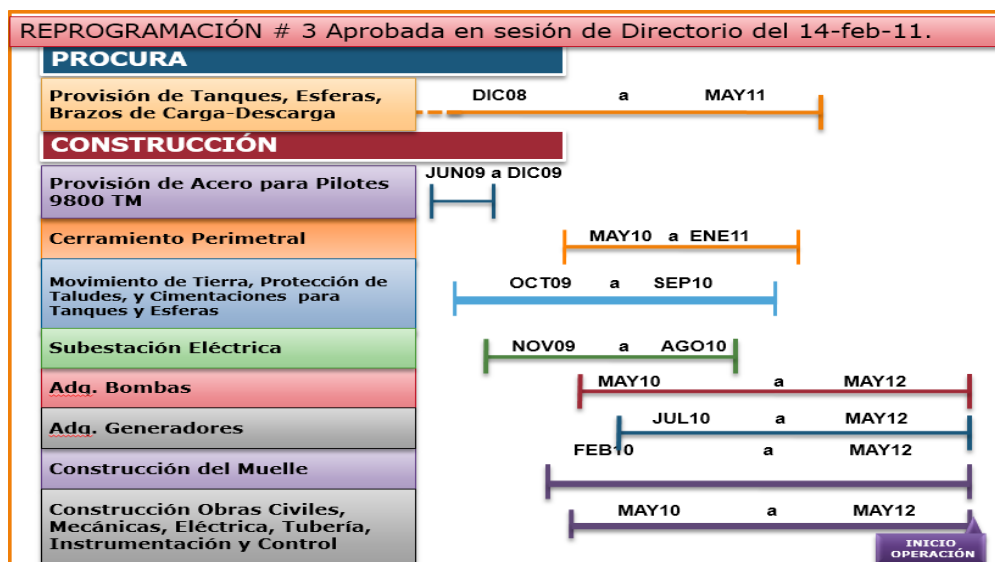 REPROGRAMACIÓN # 3 Aprobada en sesión de Directorio del 14-feb-11.
PROCURA
Provisión de Tanques, Esferas,
Brazos de Carga-Descarga
DIC08 a MAY11
CONSTRUCCIÓN
Provisión de Acero para Pilotes
9800 TM
JUN09 a DIC09
Cerramiento Perimetral
MAY10 a ENE11
Movimiento de Tierra, Protección de
Taludes, y Cimentaciones para
Tanques y Esferas
OCT09 a SEP10
Subestación Eléctrica
NOV09 a AGO10
Adq. Bombas
MAY10 a MAY12
Adq. Generadores
JUL10 a MAY12
Construcción del Muelle
FEB10 a MAY12
Construcción Obras Civiles,
Mecánicas, Eléctrica, Tubería,
Instrumentación y Control
MAY10 a MAY12
INICIO
OPERACIÓN